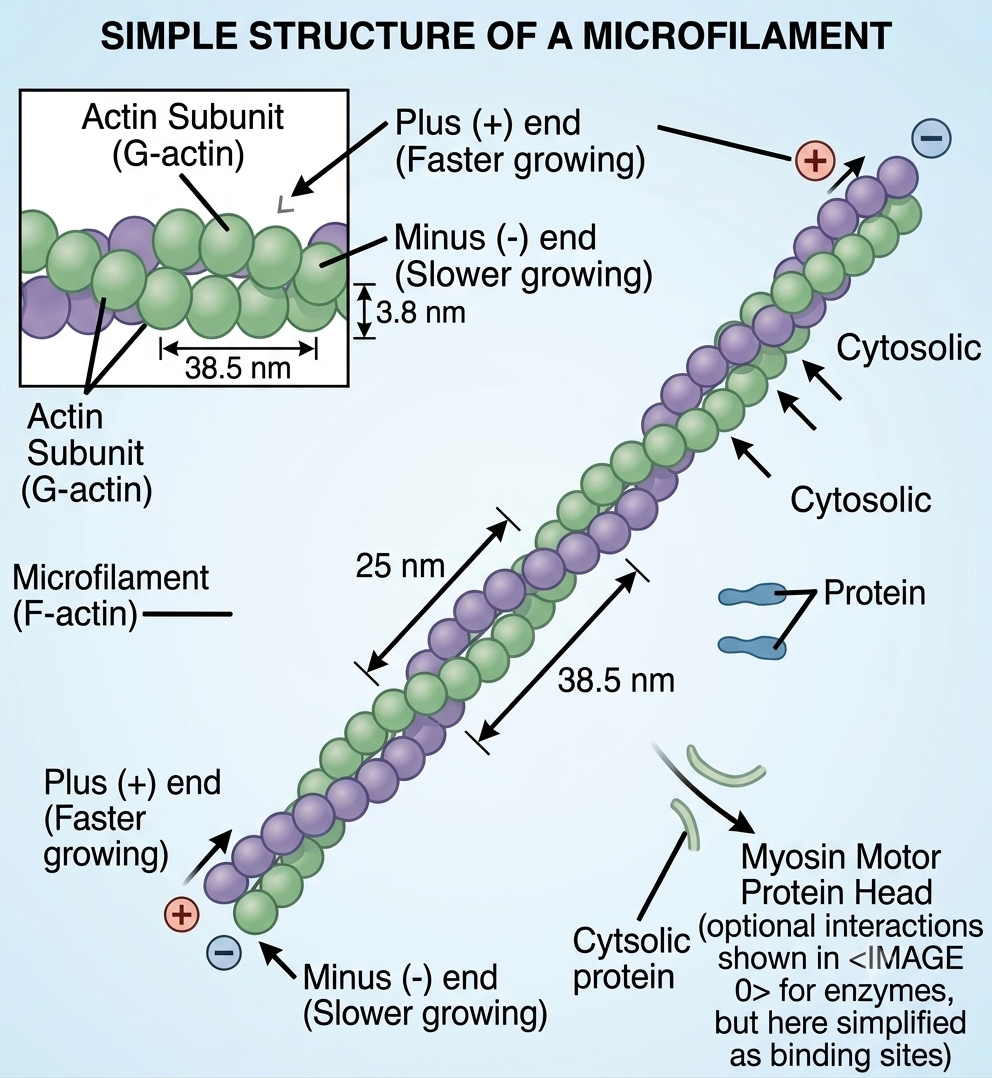 SIMPLE STRUCTURE OF A MICROFILAMENT
Actin Subunit
(G-actin)
Plus (+) end
(Faster growing)
+
−
Minus (-) end
(Slower growing)
3.8 nm
38.5 nm
Actin
Subunit
(G-actin)
Cytosolic
Cytosolic
25 nm
Microfilament
(F-actin)
Protein
38.5 nm
Plus (+) end
(Faster
growing)
+
−
Minus (-) end
(Slower growing)
Cytsolic
protein
Myosin Motor
Protein Head
(optional interactions
shown in <IMAGE
0> for enzymes,
but here simplified
as binding sites)